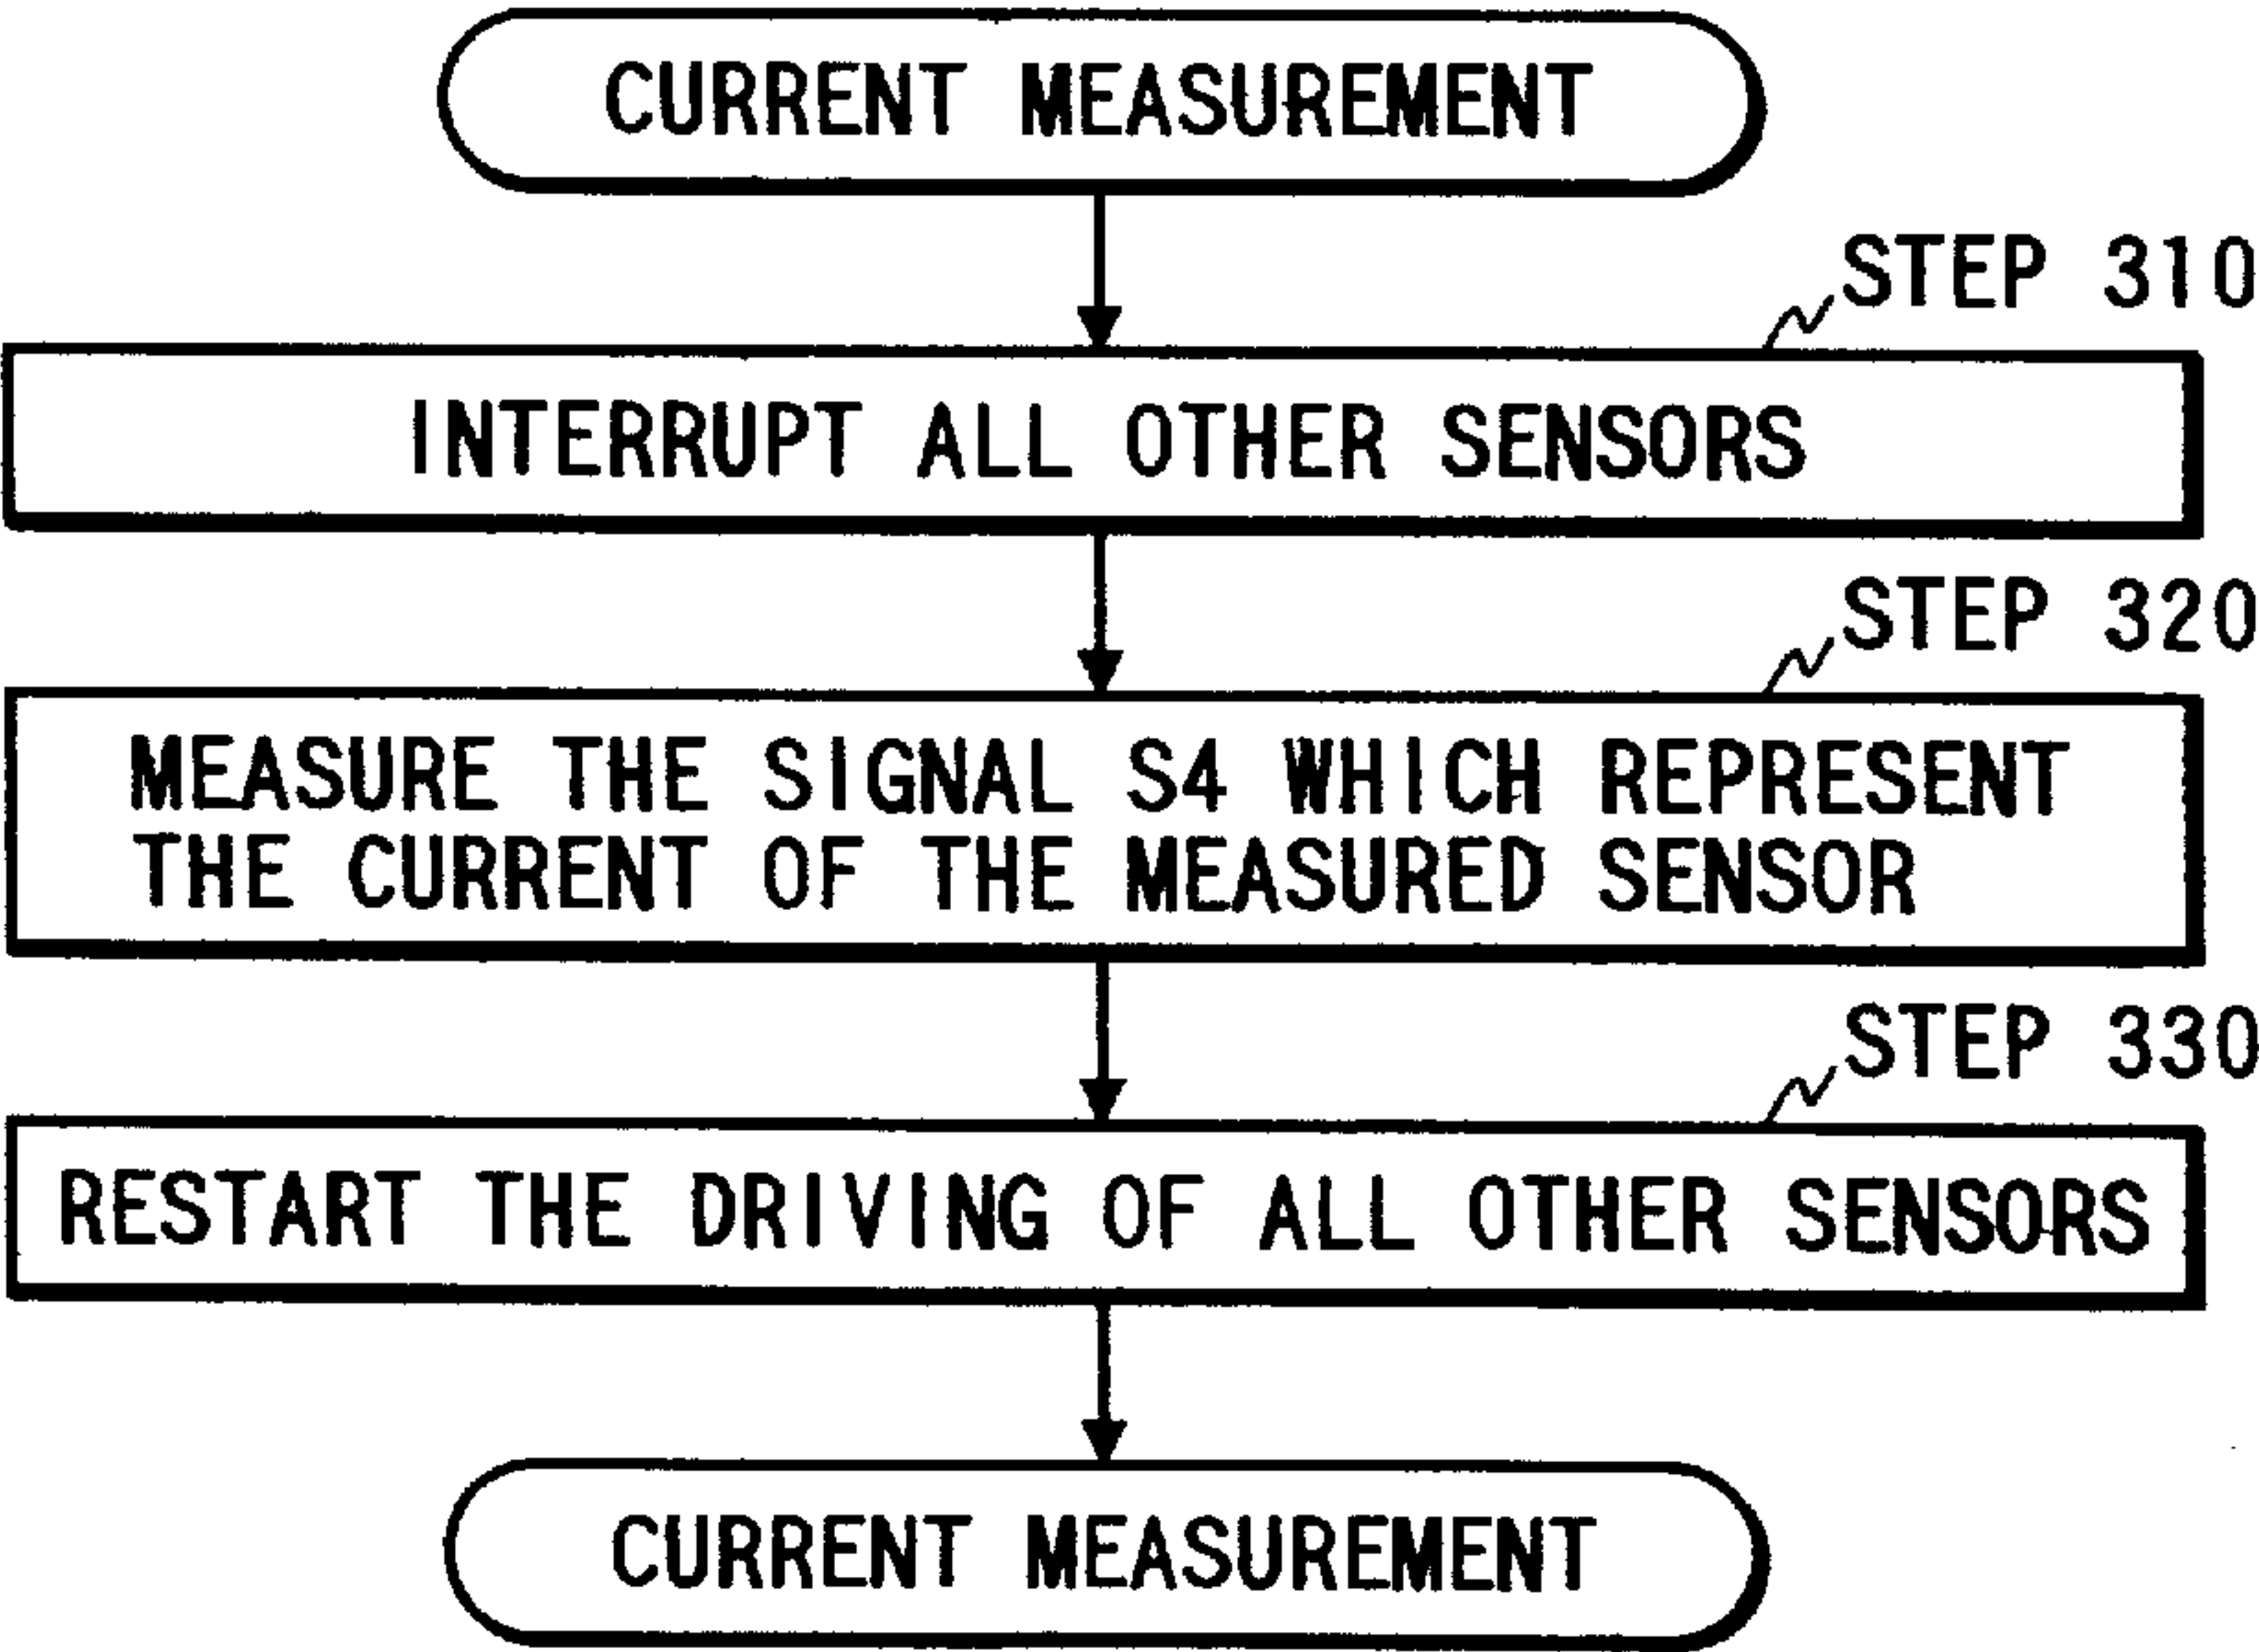 CURRENT MEASUREMENT
STEP 310
INTERRUPT ALL OTHER SENSORS
STEP 320
MEASURE THE SIGNAL S4 WHICH REPRESENT
THE CURRENT OF THE MEASURED SENSOR
STEP 330
RESTART THE DRIVING OF ALL OTHER SENSORS
CURRENT MEASUREMENT